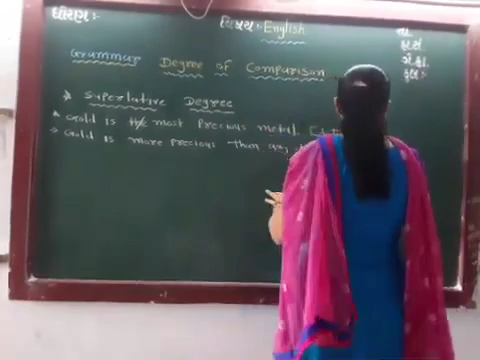 ધોરણ:-
વિષય:- English
તા.
Grammar Degree of Comparison
* Superlative Degree
* Gold is the most Precious metal.
→ Gold is more precious than any